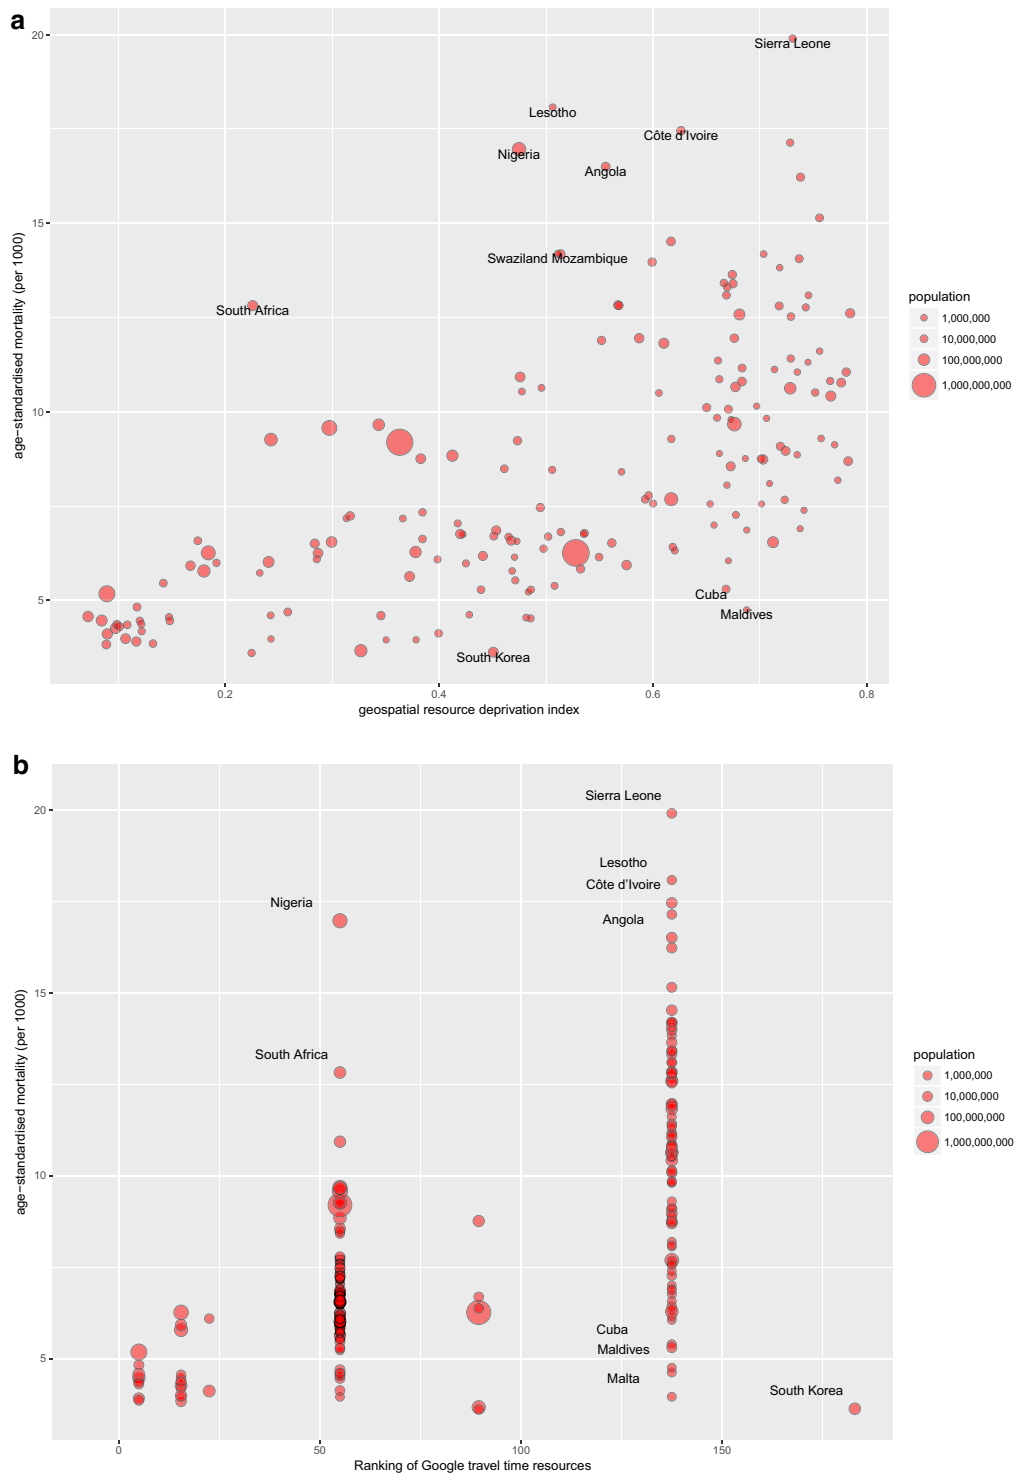 a
20
15
10
5
age−standardised mortality (per 1000)
Sierra Leone
Lesotho
Côte d'Ivoire
Nigeria
Angola
Swaziland Mozambique
South Africa
Cuba
Maldives
South Korea
0.2
0.4
0.6
0.8
geospatial resource deprivation index
population
1,000,000
10,000,000
100,000,000
1,000,000,000
b
20
15
10
5
age−standardised mortality (per 1000)
Sierra Leone
Lesotho
Côte d'Ivoire
Nigeria
Angola
South Africa
Cuba
Maldives
Malta
South Korea
0
50
100
150
Ranking of Google travel time resources
population
1,000,000
10,000,000
100,000,000
1,000,000,000